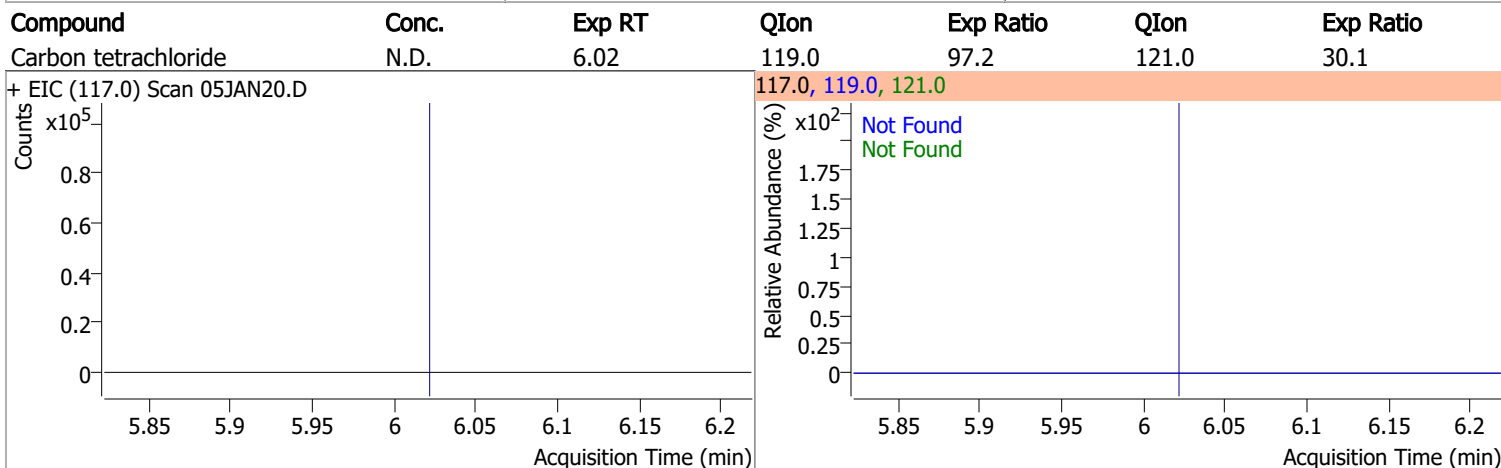 Compound Conc. Exp RT QIon Exp Ratio QIon Exp Ratio
Carbon tetrachloride N.D. 6.02 119.0 97.2 121.0 30.1
+ EIC (117.0) Scan 05JAN20.D
Counts
x10^5
0.8
0.6
0.4
0.2
0
5.85 5.9 5.95 6 6.05 6.1 6.15 6.2
Acquisition Time (min)
117.0, 119.0, 121.0
Relative Abundance (%)
x10^2
Not Found
Not Found
1.75
1.5
1.25
1
0.75
0.5
0.25
0
5.85 5.9 5.95 6 6.05 6.1 6.15 6.2
Acquisition Time (min)